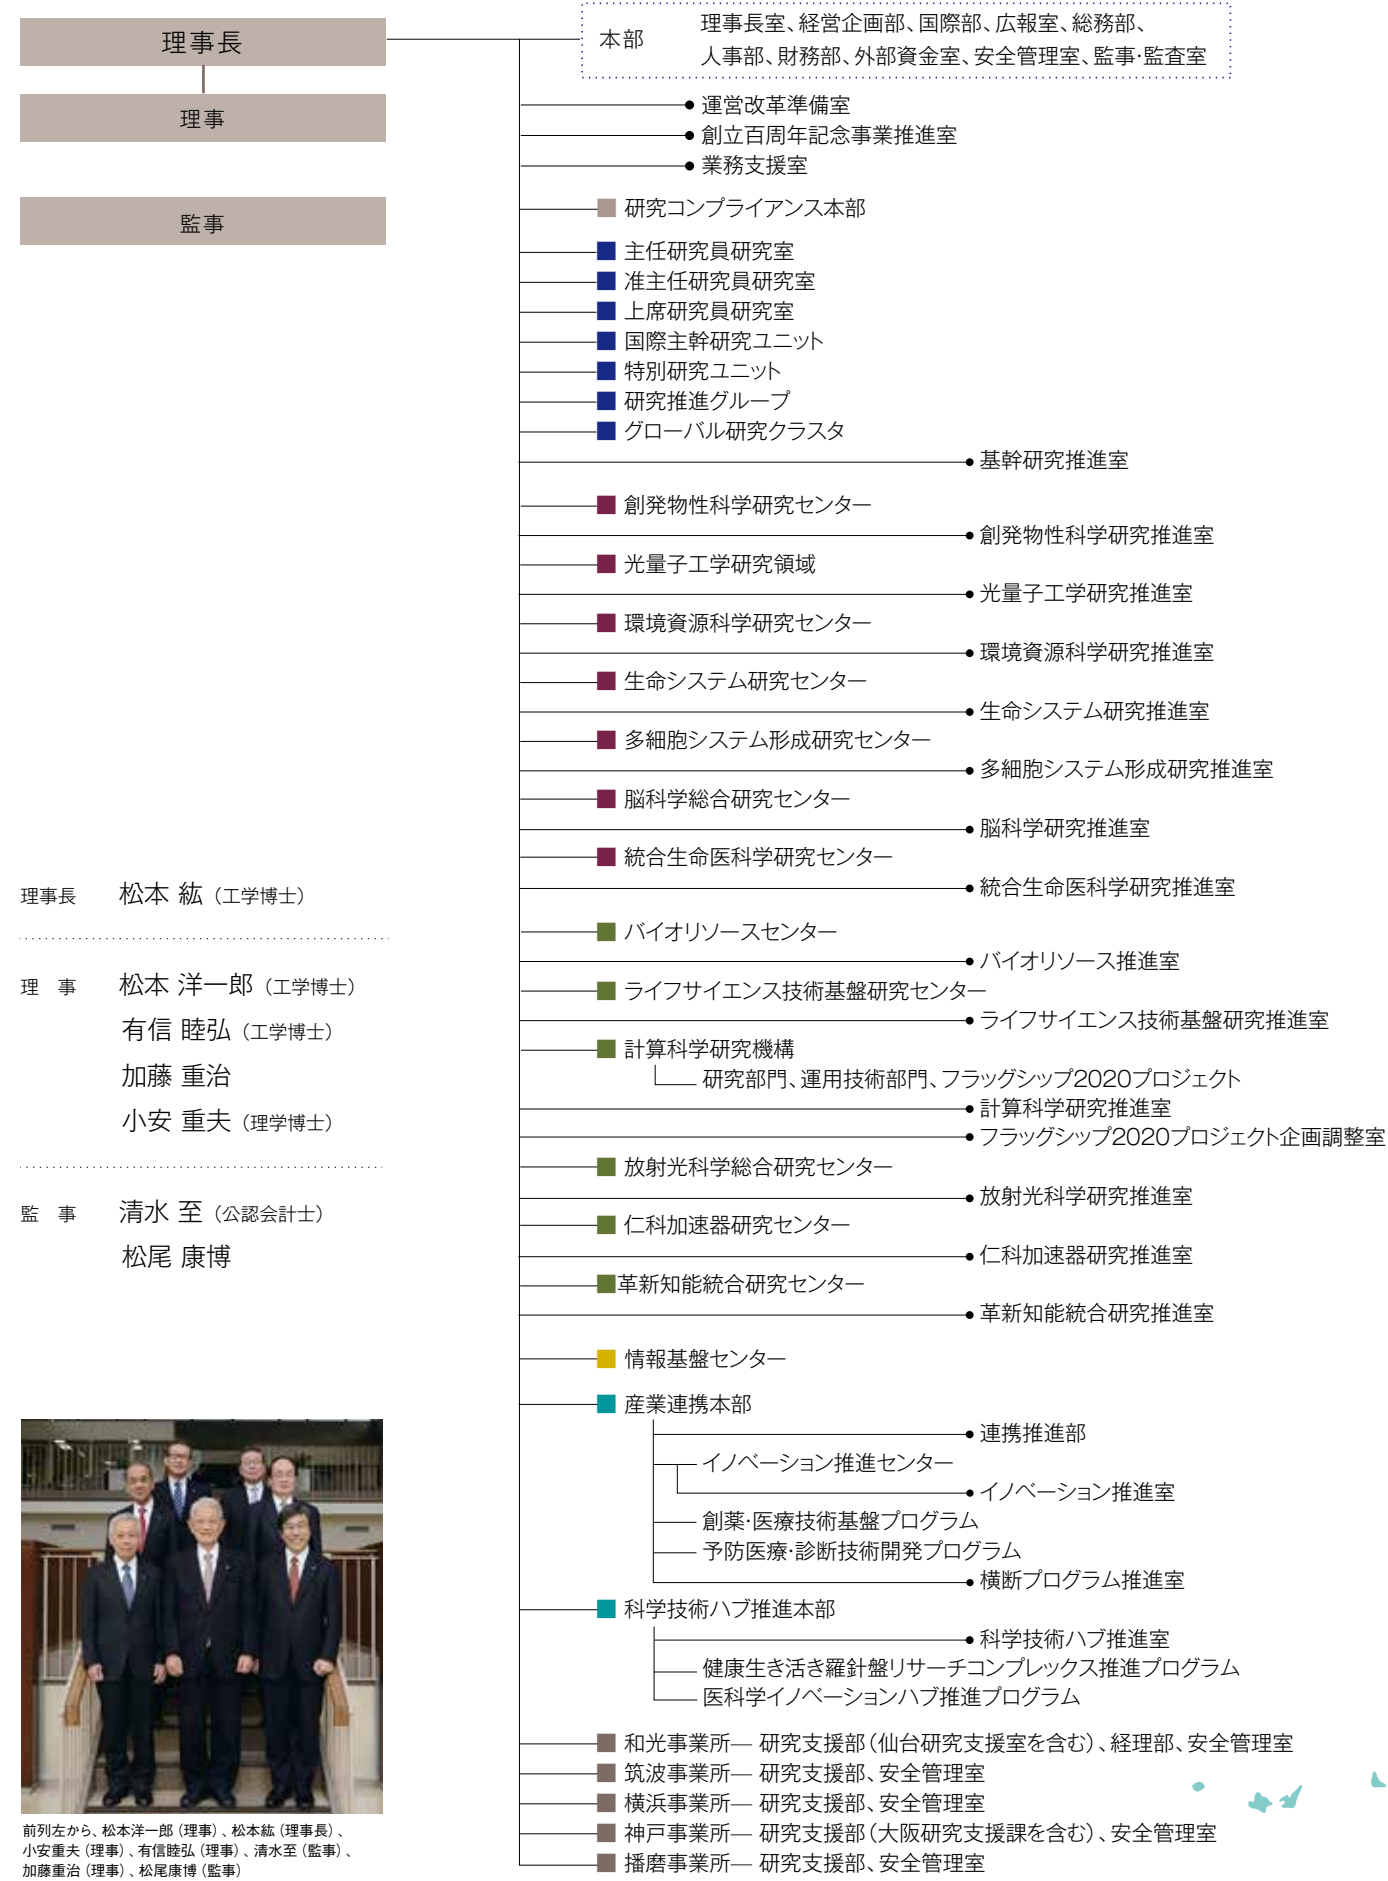 理事長
理事
監事
本部
理事長室、経営企画部、国際部、広報室、総務部、
人事部、財務部、外部資金室、安全管理室、監事・監査室
運営改革準備室
創立百周年記念事業推進室
業務支援室
研究コンプライアンス本部
主任研究員研究室
准主任研究員研究室
上席研究員研究室
国際主幹研究ユニット
特別研究ユニット
研究推進グループ
グローバル研究クラスタ
基幹研究推進室
創発物性科学研究センター
創発物性科学研究推進室
光量子工学研究領域
光量子工学研究推進室
環境資源科学研究センター
環境資源科学研究推進室
生命システム研究センター
生命システム研究推進室
多細胞システム形成研究センター
多細胞システム形成研究推進室
脳科学総合研究センター
脳科学研究推進室
統合生命医科学研究センター
統合生命医科学研究推進室
バイオリソースセンター
バイオリソース推進室
ライフサイエンス技術基盤研究センター
ライフサイエンス技術基盤研究推進室
計算科学研究機構
研究部門、運用技術部門、フラッグシップ2020プロジェクト
計算科学研究推進室
フラッグシップ2020プロジェクト企画調整室
放射光科学総合研究センター
放射光科学研究推進室
仁科加速器研究センター
仁科加速器研究推進室
革新知能統合研究センター
革新知能統合研究推進室
情報基盤センター
産業連携本部
連携推進部
イノベーション推進センター
イノベーション推進室
創薬・医療技術基盤プログラム
予防医療・診断技術開発プログラム
横断プログラム推進室
科学技術ハブ推進本部
科学技術ハブ推進室
健康生き活き羅針盤リサーチコンプレックス推進プログラム
医科学イノベーションハブ推進プログラム
和光事業所— 研究支援部（仙台研究支援室を含む）、経理部、安全管理室
筑波事業所— 研究支援部、安全管理室
横浜事業所— 研究支援部、安全管理室
神戸事業所— 研究支援部（大阪研究支援課を含む）、安全管理室
播磨事業所— 研究支援部、安全管理室
理事長 松本 紘（工学博士）
理 事 松本 洋一郎（工学博士）
有信 睦弘（工学博士）
加藤 重治
小安 重夫（理学博士）
監 事 清水 至（公認会計士）
松尾 康博
前列左から、松本洋一郎（理事）、松本紘（理事長）、
小安重夫（理事）、有信睦弘（理事）、清水至（監事）、
加藤重治（理事）、松尾康博（監事）